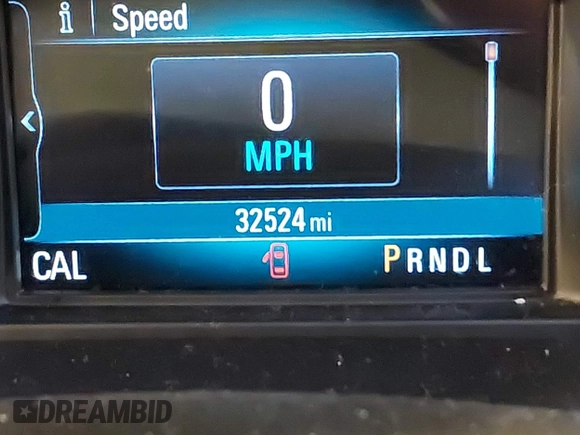 i Speed
0
MPH
32524 mi
CAL
PRNDL
DREAMBID